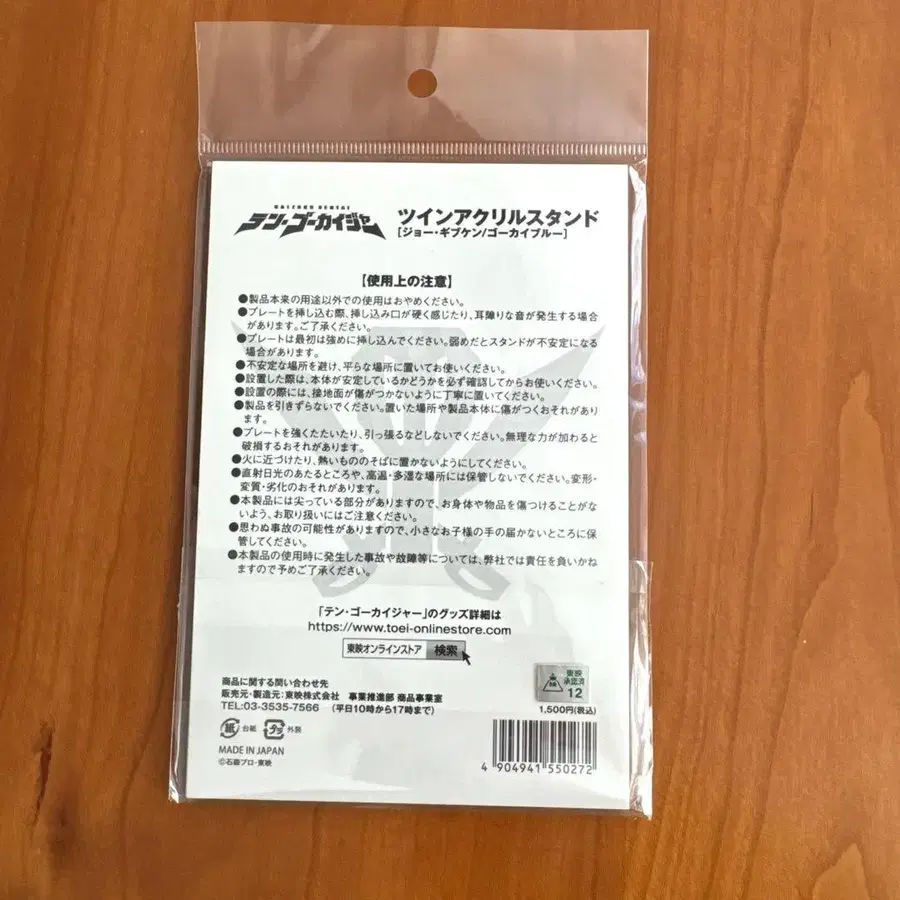 テン・ゴーカイジャー
ツインアクリルスタンド
[ジョー・ギブケン/ゴーカイブルー]
【使用上の注意】
●製品本来の用途以外での使用はおやめください。
●プレートを挿し込む際、挿し込み口が硬く感じたり、耳障りな音が発生する場合
があります。ご了承ください。
●プレートは最初は強めに挿し込んでください。弱めだとスタンドが不安定になる
場合があります。
●不安定な場所を避け、平らな場所に置いてお使いください。
●設置した際は、本体が安定しているかどうかを必ず確認してからお使いください。
●設置の際には、接地面が傷がつかないように丁寧に置いてください。
●製品を引きずらないでください。置いた場所や製品本体に傷がつくおそれがありま
す。
●プレートを強くたたいたり、引っ張るなどしないでください。無理な力が加わると
破損するおそれがあります。
●火に近づけたり、熱いもののそばに置かないようにしてください。
●直射日光のあたるところや、高温・多湿な場所には保管しないでください。変形・
変質・劣化のおそれがあります。
●本製品には尖っている部分がありますので、お身体や物品を傷つけることがな
いよう、お取り扱いにはご注意ください。
●思わぬ事故の可能性がありますので、小さなお子様の手の届かないところに保
管してください。
●本製品の使用時に発生した事故や故障等については、弊社では責任を負いかね
ますので予めご了承ください。
「テン・ゴーカイジャー」のグッズ詳細は
https://www.toei-onlinestore.com
東映オンラインストア 検索
商品に関する問い合わせ先
販売元・製造元:東映株式会社 事業推進部 商品事業室
TEL:03-3535-7566 (平日10時から17時まで)
紙 台紙 プラ 外装
MADE IN JAPAN
©石森プロ・東映
東映
承認済
12
1,500円(税込)
4 904941 550272